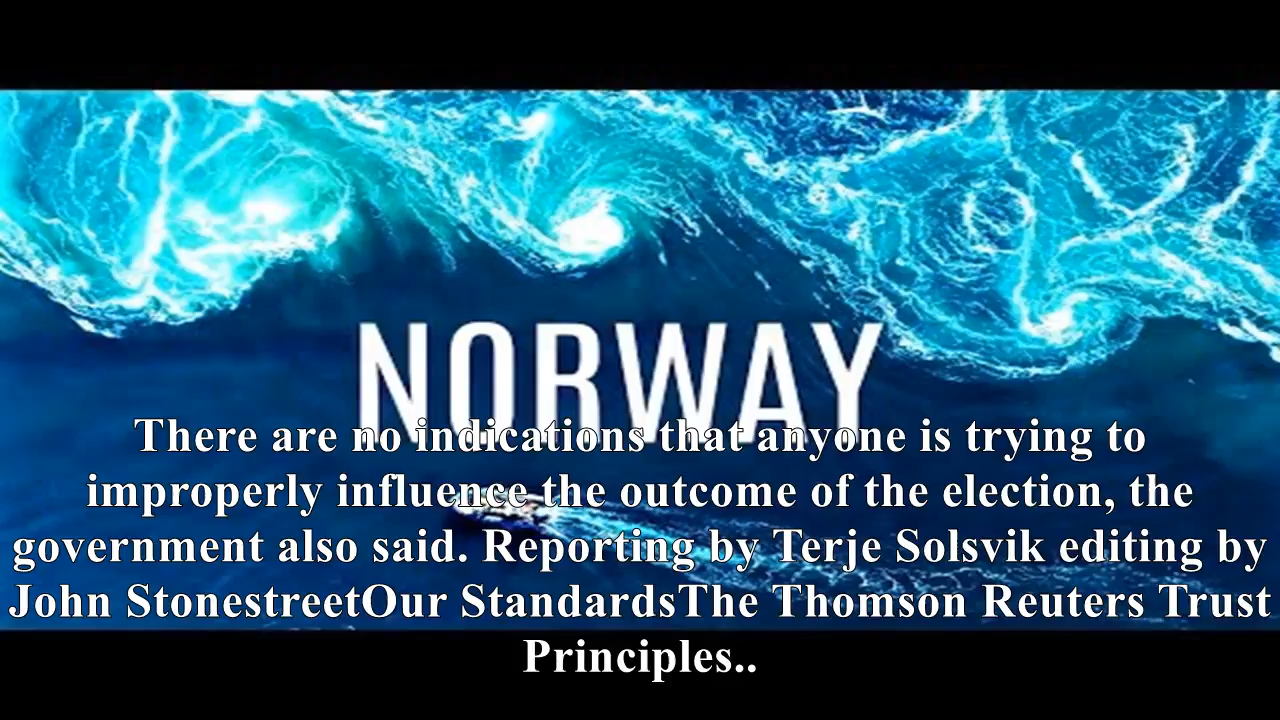 NORWAY
There are no indications that anyone is trying to
improperly influence the outcome of the election, the
government also said. Reporting by Terje Solsvik editing by
John StonestreetOur StandardsThe Thomson Reuters Trust
Principles..